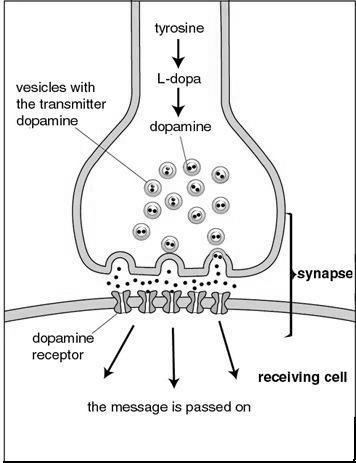 tyrosine
L-dopa
dopamine
vesicles with
the transmitter
dopamine
synapse
dopamine
receptor
receiving cell
the message is passed on